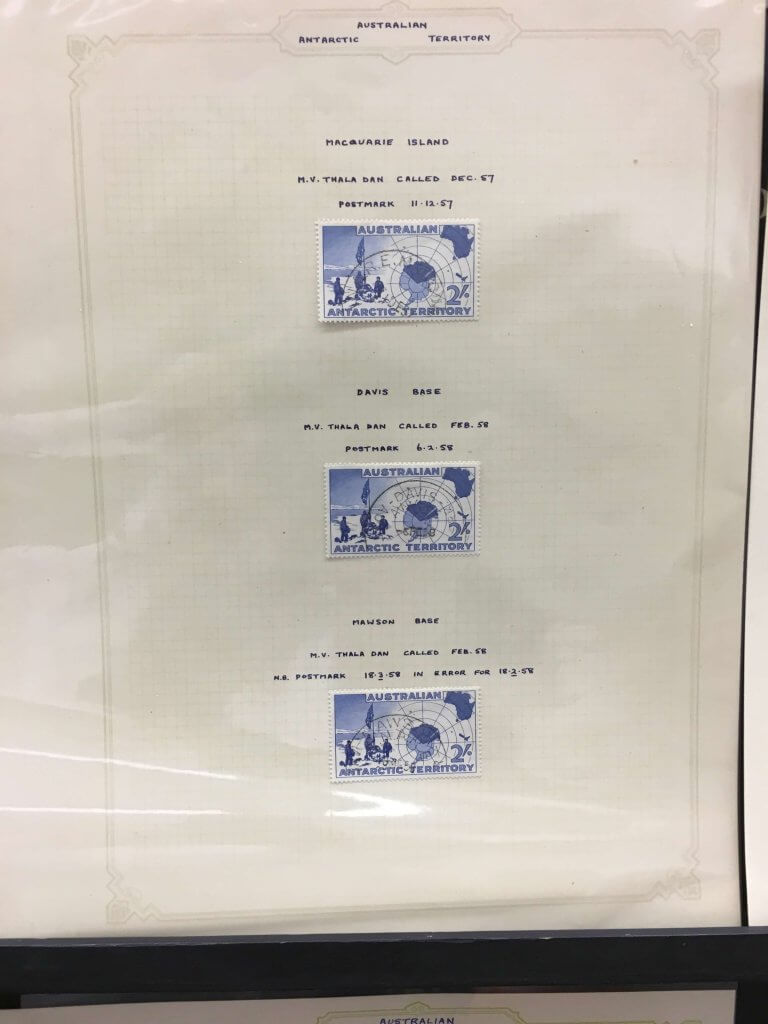 AUSTRALIAN
ANTARCTIC TERRITORY
MACQUARIE ISLAND
M.V. THALA DAN CALLED DEC. 57
POSTMARK 11.12.57
AUSTRALIAN
2/-
ANTARCTIC TERRITORY
DAVIS BASE
M.V. THALA DAN CALLED FEB. 58
POSTMARK 6.2.58
AUSTRALIAN
DAVIS
2/-
ANTARCTIC TERRITORY
MAWSON BASE
M.V. THALA DAN CALLED FEB. 58
N.B. POSTMARK 18.3.58 IN ERROR FOR 18.2.58
AUSTRALIAN
2/-
ANTARCTIC TERRITORY
AUSTRALIAN